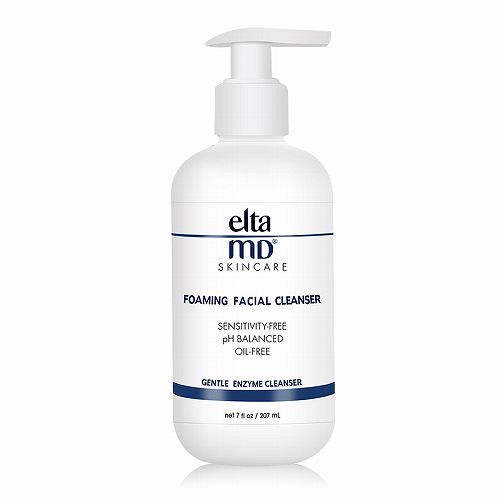 elta
MD®
SKINCARE
FOAMING FACIAL CLEANSER
SENSITIVITY-FREE
pH BALANCED
OIL-FREE
GENTLE ENZYME CLEANSER
net 7 fl oz / 207 mL